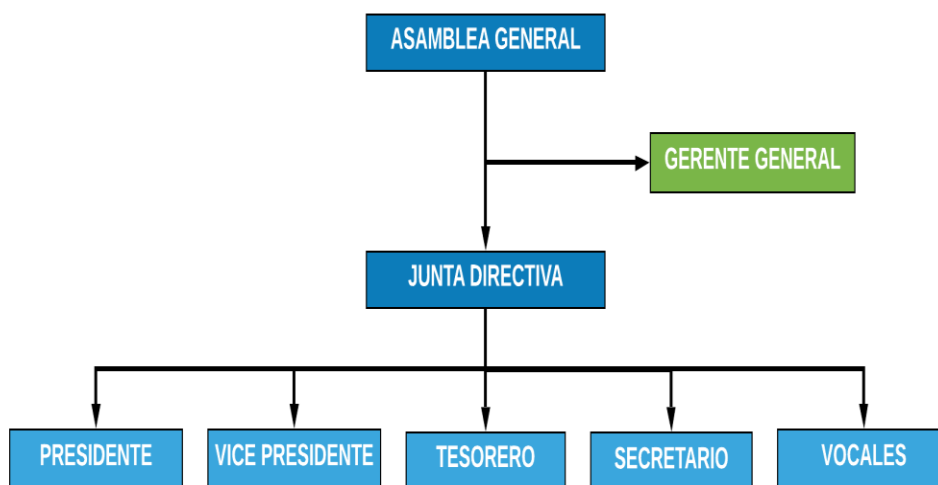 ASAMBLEA GENERAL
GERENTE GENERAL
JUNTA DIRECTIVA
PRESIDENTE
VICE PRESIDENTE
TESORERO
SECRETARIO
VOCALES